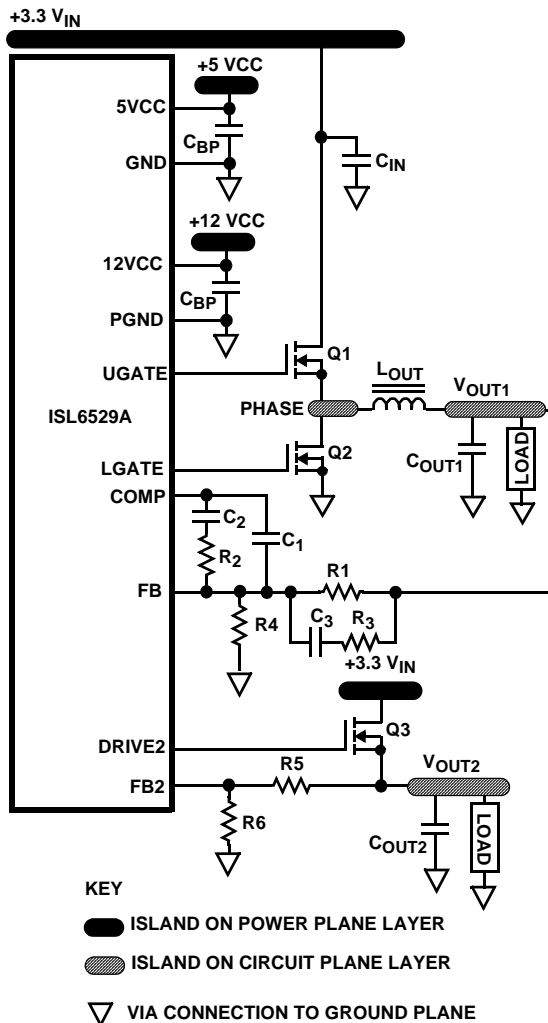 +3.3 VIN
+5 VCC
5VCC
CBP
GND
CIN
+12 VCC
12VCC
CBP
PGND
Q1
UGATE
LOUT
VOUT1
PHASE
ISL6529A
Q2
COUT1
LOAD
LGATE
COMP
C2
C1
R2
FB
R1
R4
C3
R3
+3.3 VIN
Q3
DRIVE2
VOUT2
R5
FB2
R6
COUT2
LOAD
KEY
ISLAND ON POWER PLANE LAYER
ISLAND ON CIRCUIT PLANE LAYER
VIA CONNECTION TO GROUND PLANE